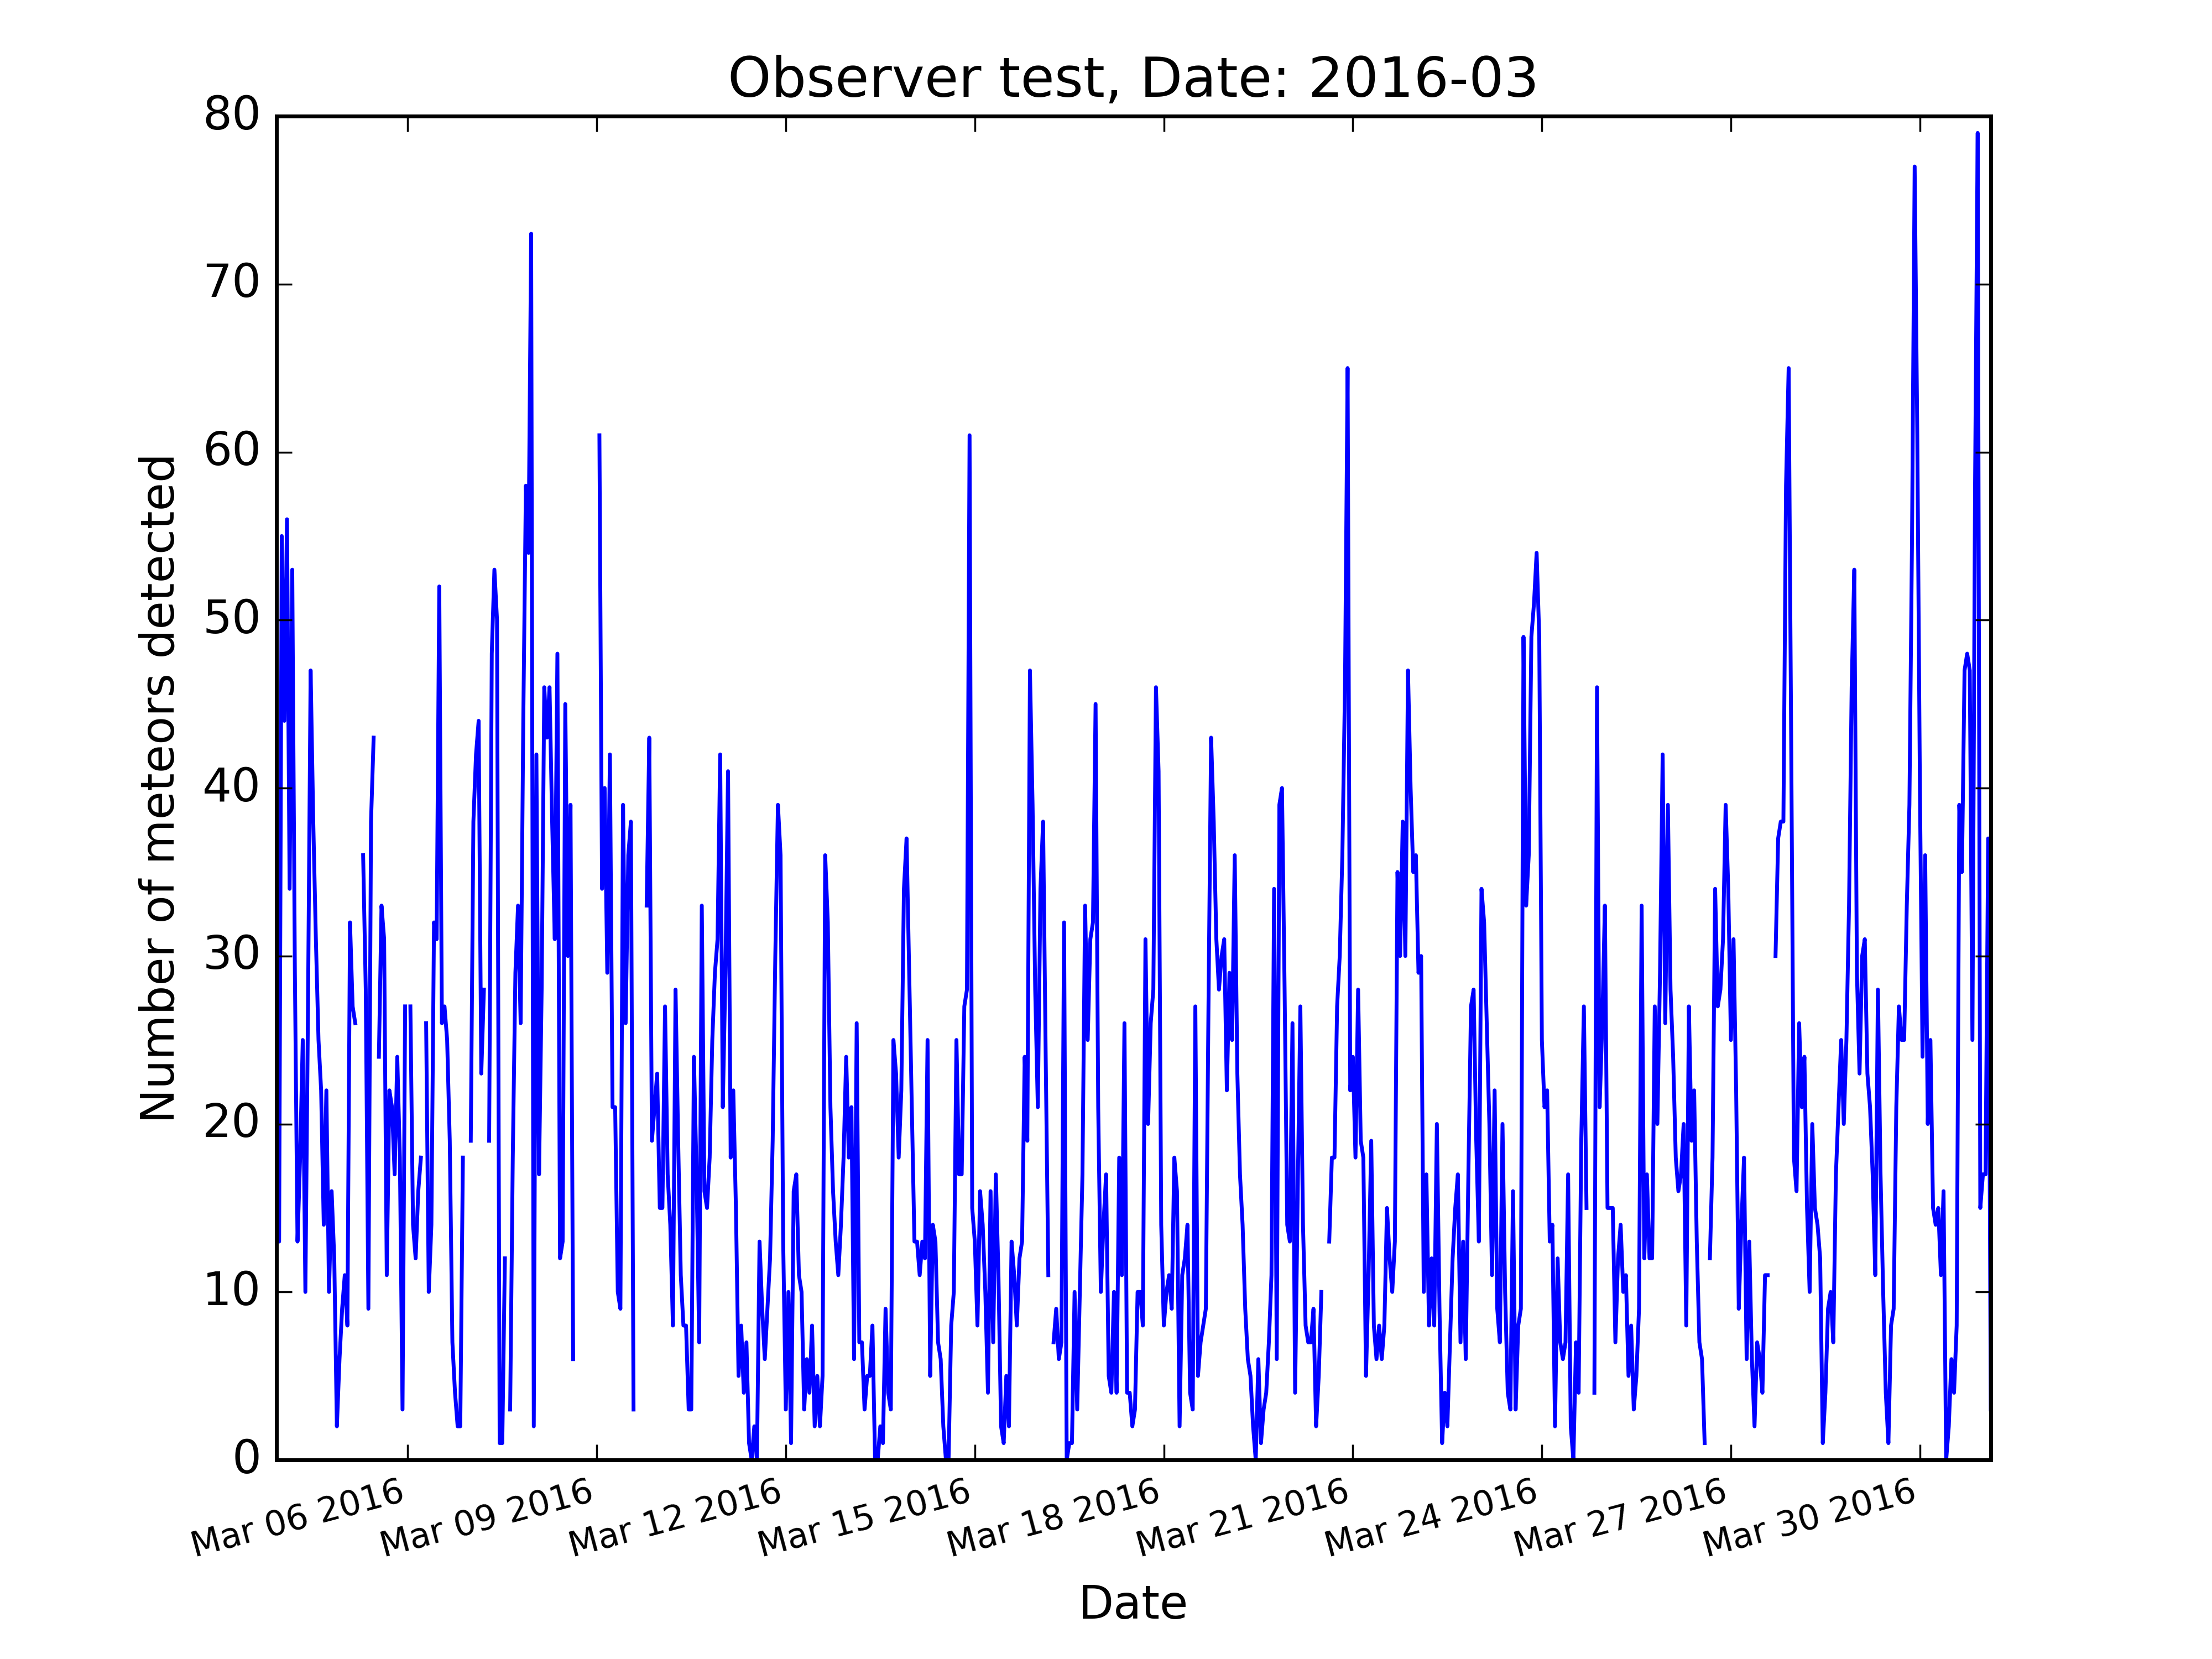 Observer test, Date: 2016-03
80
70
60
50
40
30
20
10
0
Number of meteors detected
Mar 06 2016
Mar 09 2016
Mar 12 2016
Mar 15 2016
Mar 18 2016
Mar 21 2016
Mar 24 2016
Mar 27 2016
Mar 30 2016
Date